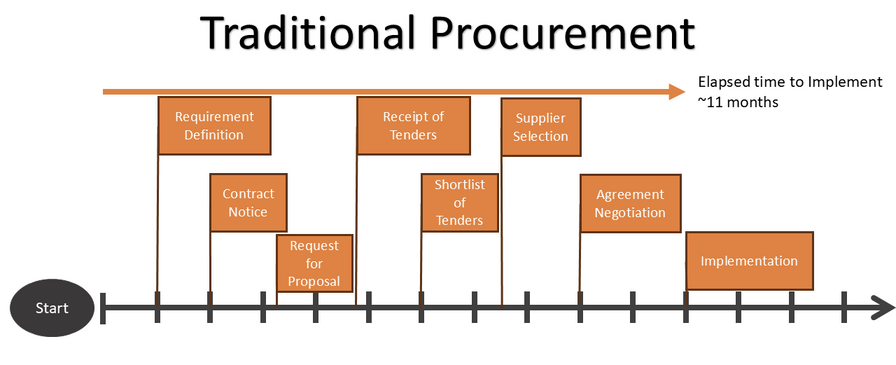 Traditional Procurement
Elapsed time to Implement
~11 months
Requirement
Definition
Receipt of
Tenders
Supplier
Selection
Contract
Notice
Shortlist
of
Tenders
Agreement
Negotiation
Request
for
Proposal
Implementation
Start